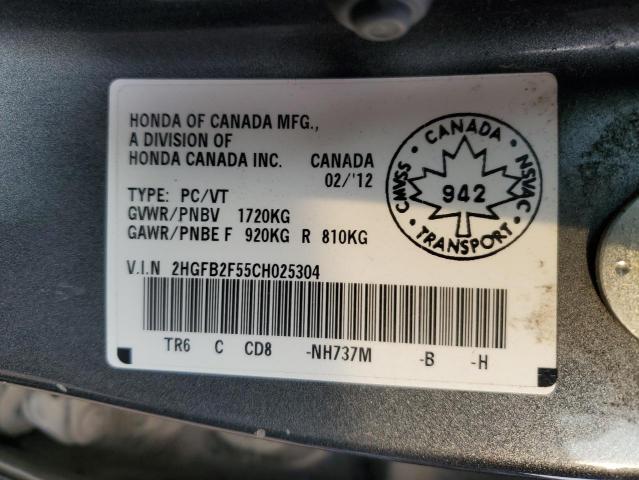 HONDA OF CANADA MFG.,
A DIVISION OF
HONDA CANADA INC. CANADA
02/'12
TYPE: PC/VT
GVWR/PNBV 1720KG
GAWR/PNBE F 920KG R 810KG
CMVSS • CANADA • NSVAC • TRANSPORT •
942
V.I.N 2HGFB2F55CH025304
TR6 C CD8 -NH737M -B -H